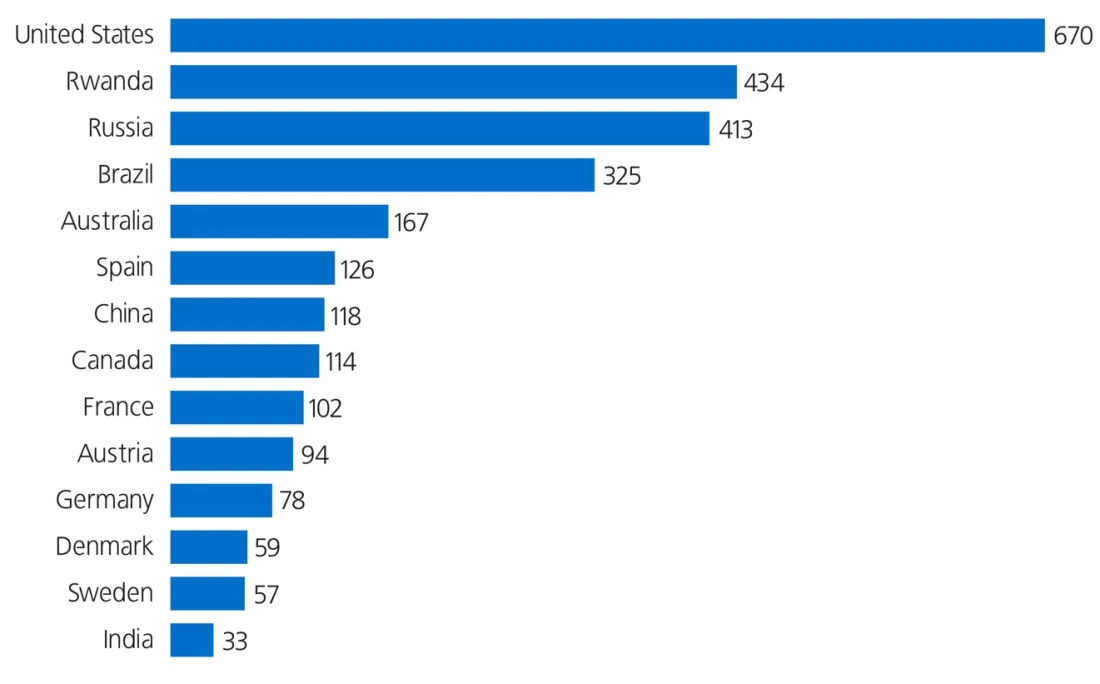 United States 670
Rwanda 434
Russia 413
Brazil 325
Australia 167
Spain 126
China 118
Canada 114
France 102
Austria 94
Germany 78
Denmark 59
Sweden 57
India 33